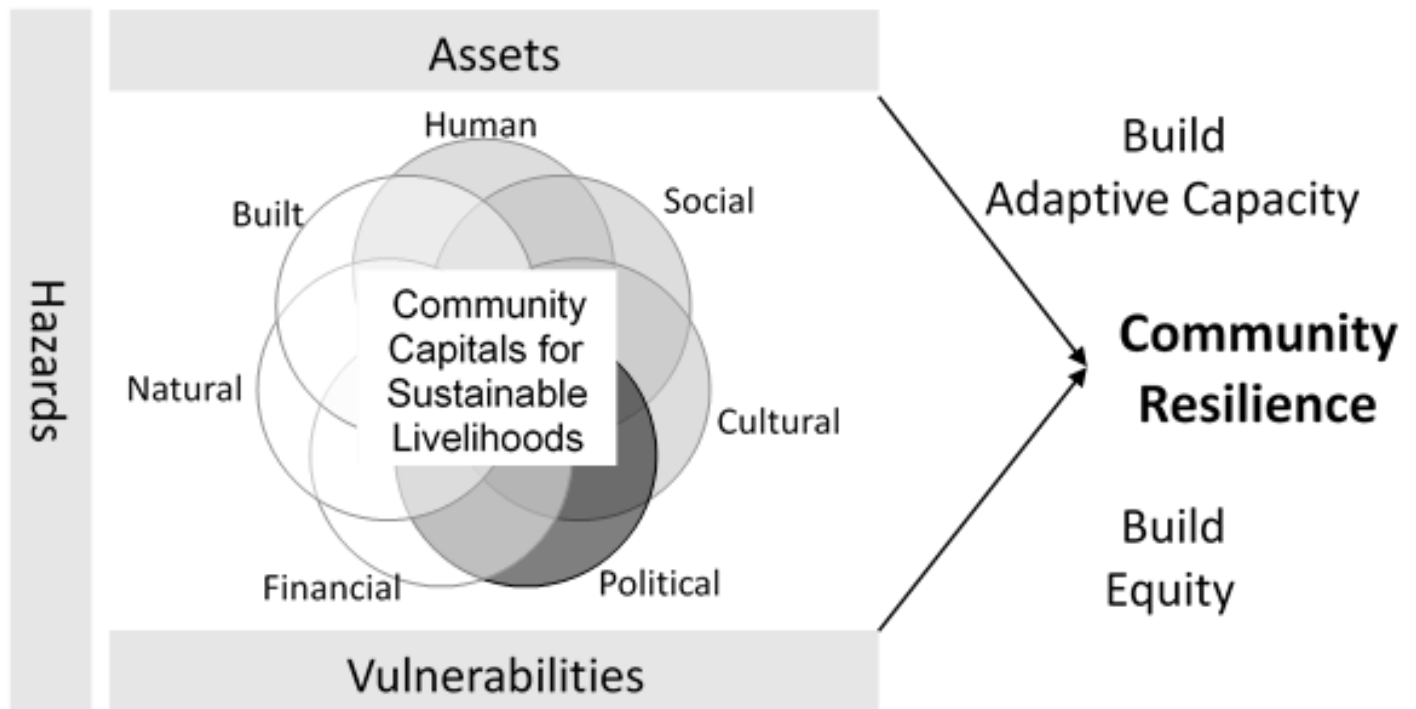 Assets
Human
Built
Social
Natural
Cultural
Financial
Political
Community
Capitals for
Sustainable
Livelihoods
Vulnerabilities
Hazards
Build
Adaptive Capacity
Community
Resilience
Build
Equity